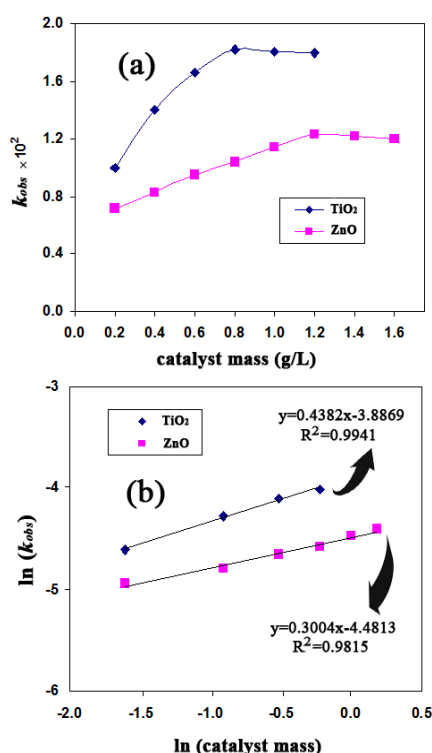 2.0
1.6
1.2
0.8
0.4
0.0
k_obs ×10²
(a)
TiO₂
ZnO
0.0 0.2 0.4 0.6 0.8 1.0 1.2 1.4 1.6
catalyst mass (g/L)
-3
-4
-5
-6
ln (k_obs)
TiO₂
ZnO
(b)
y=0.4382x-3.8869
R²=0.9941
y=0.3004x-4.4813
R²=0.9815
-2.0 -1.5 -1.0 -0.5 0.0 0.5
ln (catalyst mass)